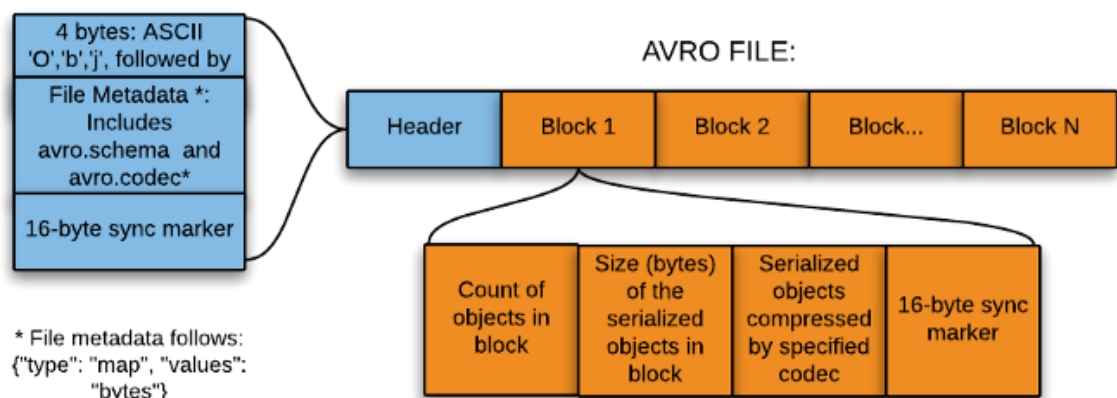 4 bytes: ASCII
'O','b','j', followed by
File Metadata *:
Includes
avro.schema and
avro.codec*
16-byte sync marker
* File metadata follows:
{"type": "map", "values":
"bytes"}
AVRO FILE:
Header
Block 1
Block 2
Block...
Block N
Count of
objects in
block
Size (bytes)
of the
serialized
objects in
block
Serialized
objects
compressed
by specified
codec
16-byte sync
marker